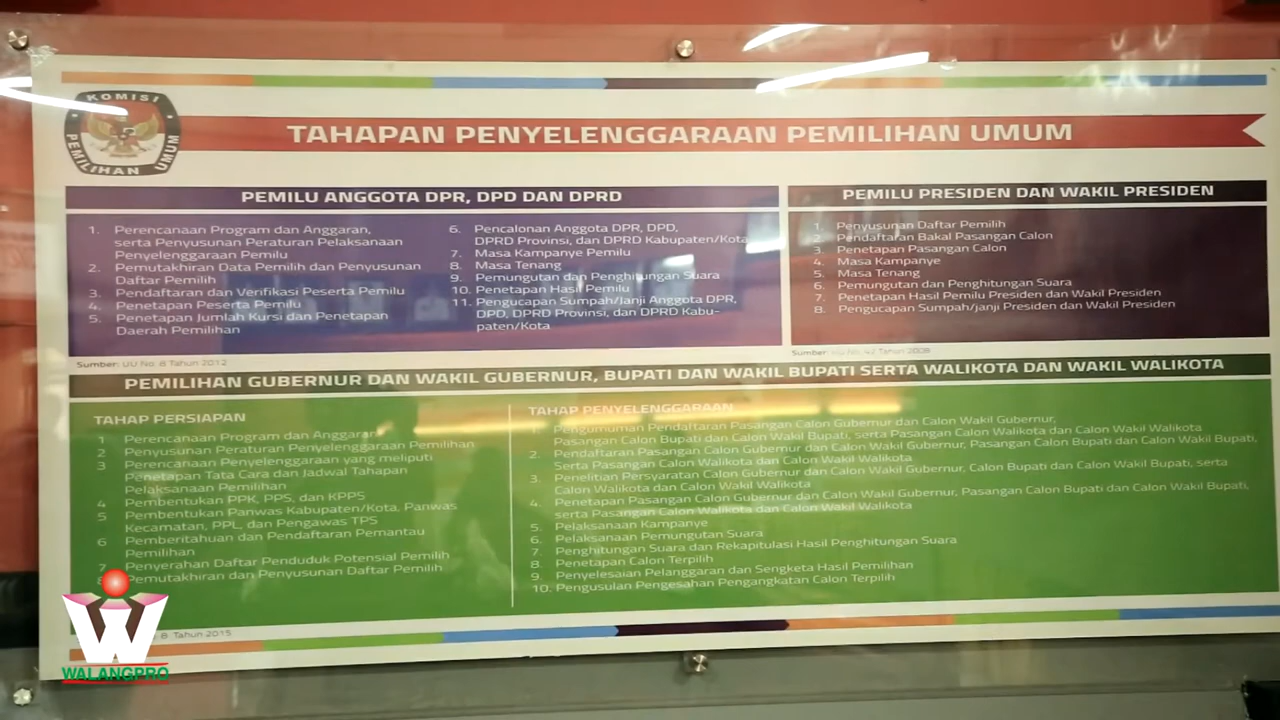 KOMISI
PEMILIHAN UMUM
TAHAPAN PENYELENGGARAAN PEMILIHAN UMUM
PEMILU ANGGOTA DPR, DPD DAN DPRD
1. Perencanaan Program dan Anggaran,
serta Penyusunan Peraturan Pelaksanaan
Penyelenggaraan Pemilu
2. Pemutakhiran Data Pemilih dan Penyusunan
Daftar Pemilih
3. Pendaftaran dan Verifikasi Peserta Pemilu
4. Penetapan Peserta Pemilu
5. Penetapan Jumlah Kursi dan Penetapan
Daerah Pemilihan
6. Pencalonan Anggota DPR, DPD,
DPRD Provinsi, dan DPRD Kabupaten/Kota
7. Masa Kampanye Pemilu
8. Masa Tenang
9. Pemungutan dan Penghitungan Suara
10. Penetapan Hasil Pemilu
11. Pengucapan Sumpah/Janji Anggota DPR,
DPD, DPRD Provinsi, dan DPRD Kabu-
paten/Kota
Sumber: UU No. 8 Tahun 2012
PEMILU PRESIDEN DAN WAKIL PRESIDEN
1. Penyusunan Daftar Pemilih
2. Pendaftaran Bakal Pasangan Calon
3. Penetapan Pasangan Calon
4. Masa Kampanye
5. Masa Tenang
6. Pemungutan dan Penghitungan Suara
7. Penetapan Hasil Pemilu Presiden dan Wakil Presiden
8. Pengucapan Sumpah/janji Presiden dan Wakil Presiden
Sumber: UU No. 42 Tahun 2008
PEMILIHAN GUBERNUR DAN WAKIL GUBERNUR, BUPATI DAN WAKIL BUPATI SERTA WALIKOTA DAN WAKIL WALIKOTA
TAHAP PERSIAPAN
1 Perencanaan Program dan Anggaran
2 Penyusunan Peraturan Penyelenggaraan Pemilihan
3 Perencanaan Penyelenggaraan yang meliputi
Penetapan Tata Cara dan Jadwal Tahapan
Pelaksanaan Pemilihan
4 Pembentukan PPK, PPS, dan KPPS
5 Pembentukan Panwas Kabupaten/Kota, Panwas
Kecamatan, PPL, dan Pengawas TPS
6 Pemberitahuan dan Pendaftaran Pemantau
Pemilihan
7 Penyerahan Daftar Penduduk Potensial Pemilih
8 Pemutakhiran dan Penyusunan Daftar Pemilih
TAHAP PENYELENGGARAAN
1. Pengumuman Pendaftaran Pasangan Calon Gubernur dan Calon Wakil Gubernur,
Pasangan Calon Bupati dan Calon Wakil Bupati, serta Pasangan Calon Walikota dan Calon Wakil Walikota
2. Pendaftaran Pasangan Calon Gubernur dan Calon Wakil Gubernur, Pasangan Calon Bupati dan Calon Wakil Bupati,
Serta Pasangan Calon Walikota dan Calon Wakil Walikota
3. Penelitian Persyaratan Calon Gubernur dan Calon Wakil Gubernur, Calon Bupati dan Calon Wakil Bupati, serta
Calon Walikota dan Calon Wakil Walikota
4. Penetapan Pasangan Calon Gubernur dan Calon Wakil Gubernur, Pasangan Calon Bupati dan Calon Wakil Bupati,
serta Pasangan Calon Walikota dan Calon Wakil Walikota
5. Pelaksanaan Kampanye
6. Pelaksanaan Pemungutan Suara
7. Penghitungan Suara dan Rekapitulasi Hasil Penghitungan Suara
8. Penetapan Calon Terpilih
9. Penyelesaian Pelanggaran dan Sengketa Hasil Pemilihan
10. Pengusulan Pengesahan Pengangkatan Calon Terpilih
8 Tahun 2015
WALANGPRO